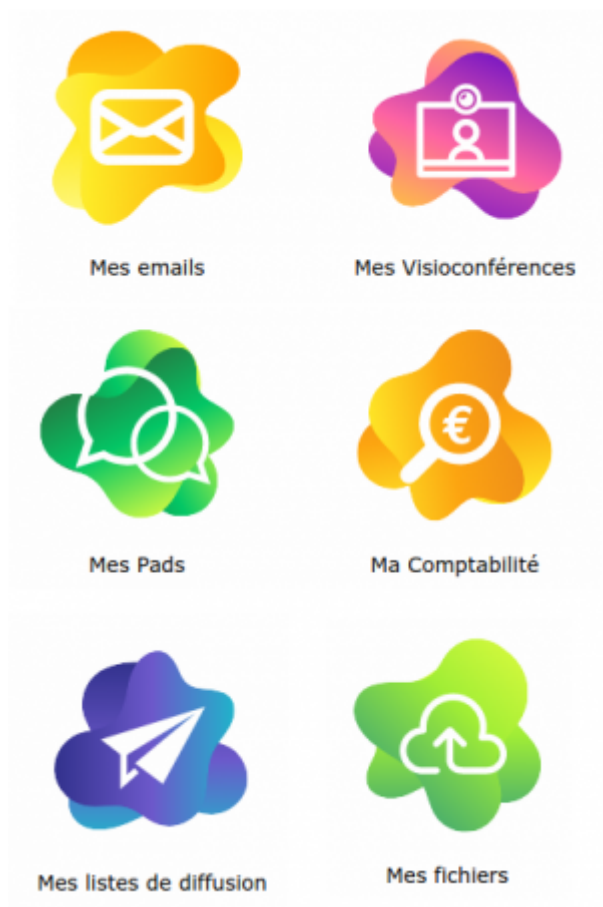 Mes emails
Mes Visioconférences
Mes Pads
€
Ma Comptabilité
Mes listes de diffusion
Mes fichiers